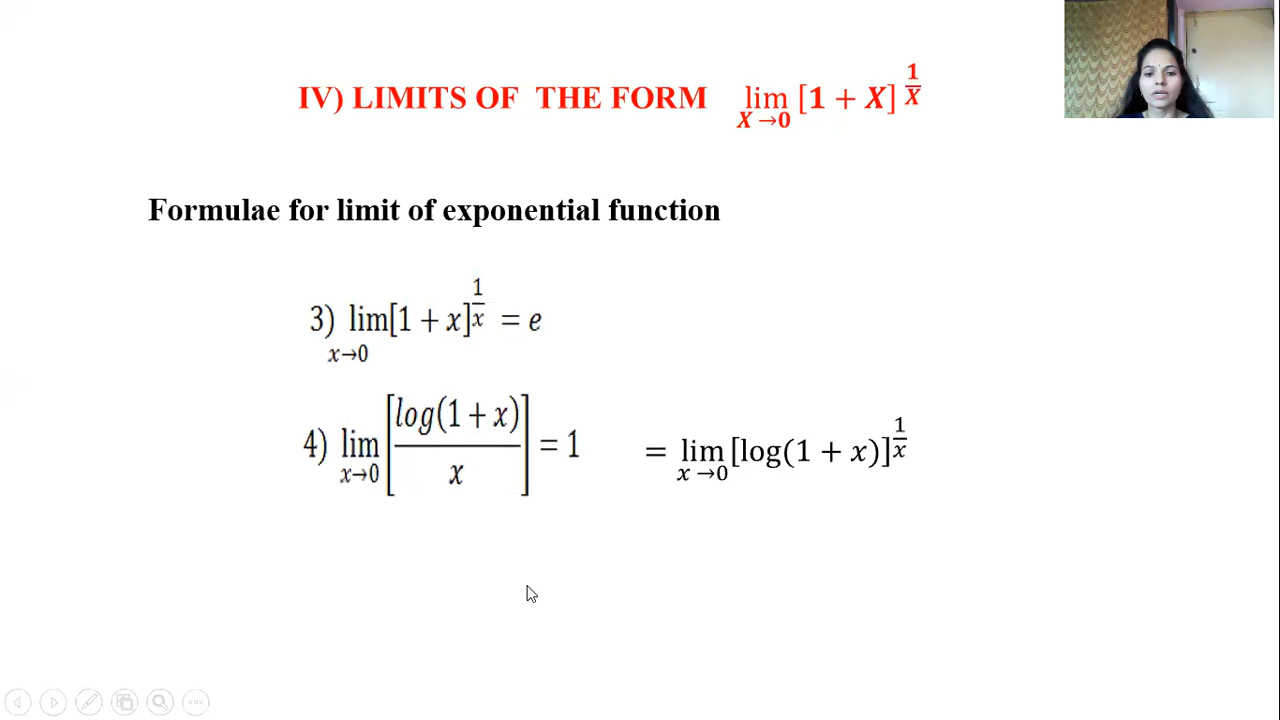 IV) LIMITS OF THE FORM lim [1 + X]^(1/X)
X→0
Formulae for limit of exponential function
3) lim[1 + x]^(1/x) = e
x→0
4) lim [log(1 + x)/x] = 1 = lim [log(1 + x)]^(1/x)
x→0 x→0